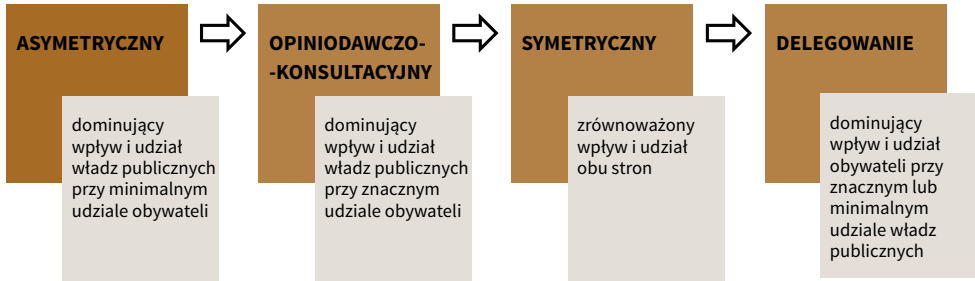 ASYMETRYCZNY
dominujący
wpływ i udział
władz publicznych
przy minimalnym
udziale obywateli
OPINIODAWCZO-
-KONSULTACYJNY
dominujący
wpływ i udział
władz publicznych
przy znacznym
udziale obywateli
SYMETRYCZNY
zrównoważony
wpływ i udział
obu stron
DELEGOWANIE
dominujący
wpływ i udział
obywateli przy
znacznym lub
minimalnym
udziale władz
publicznych